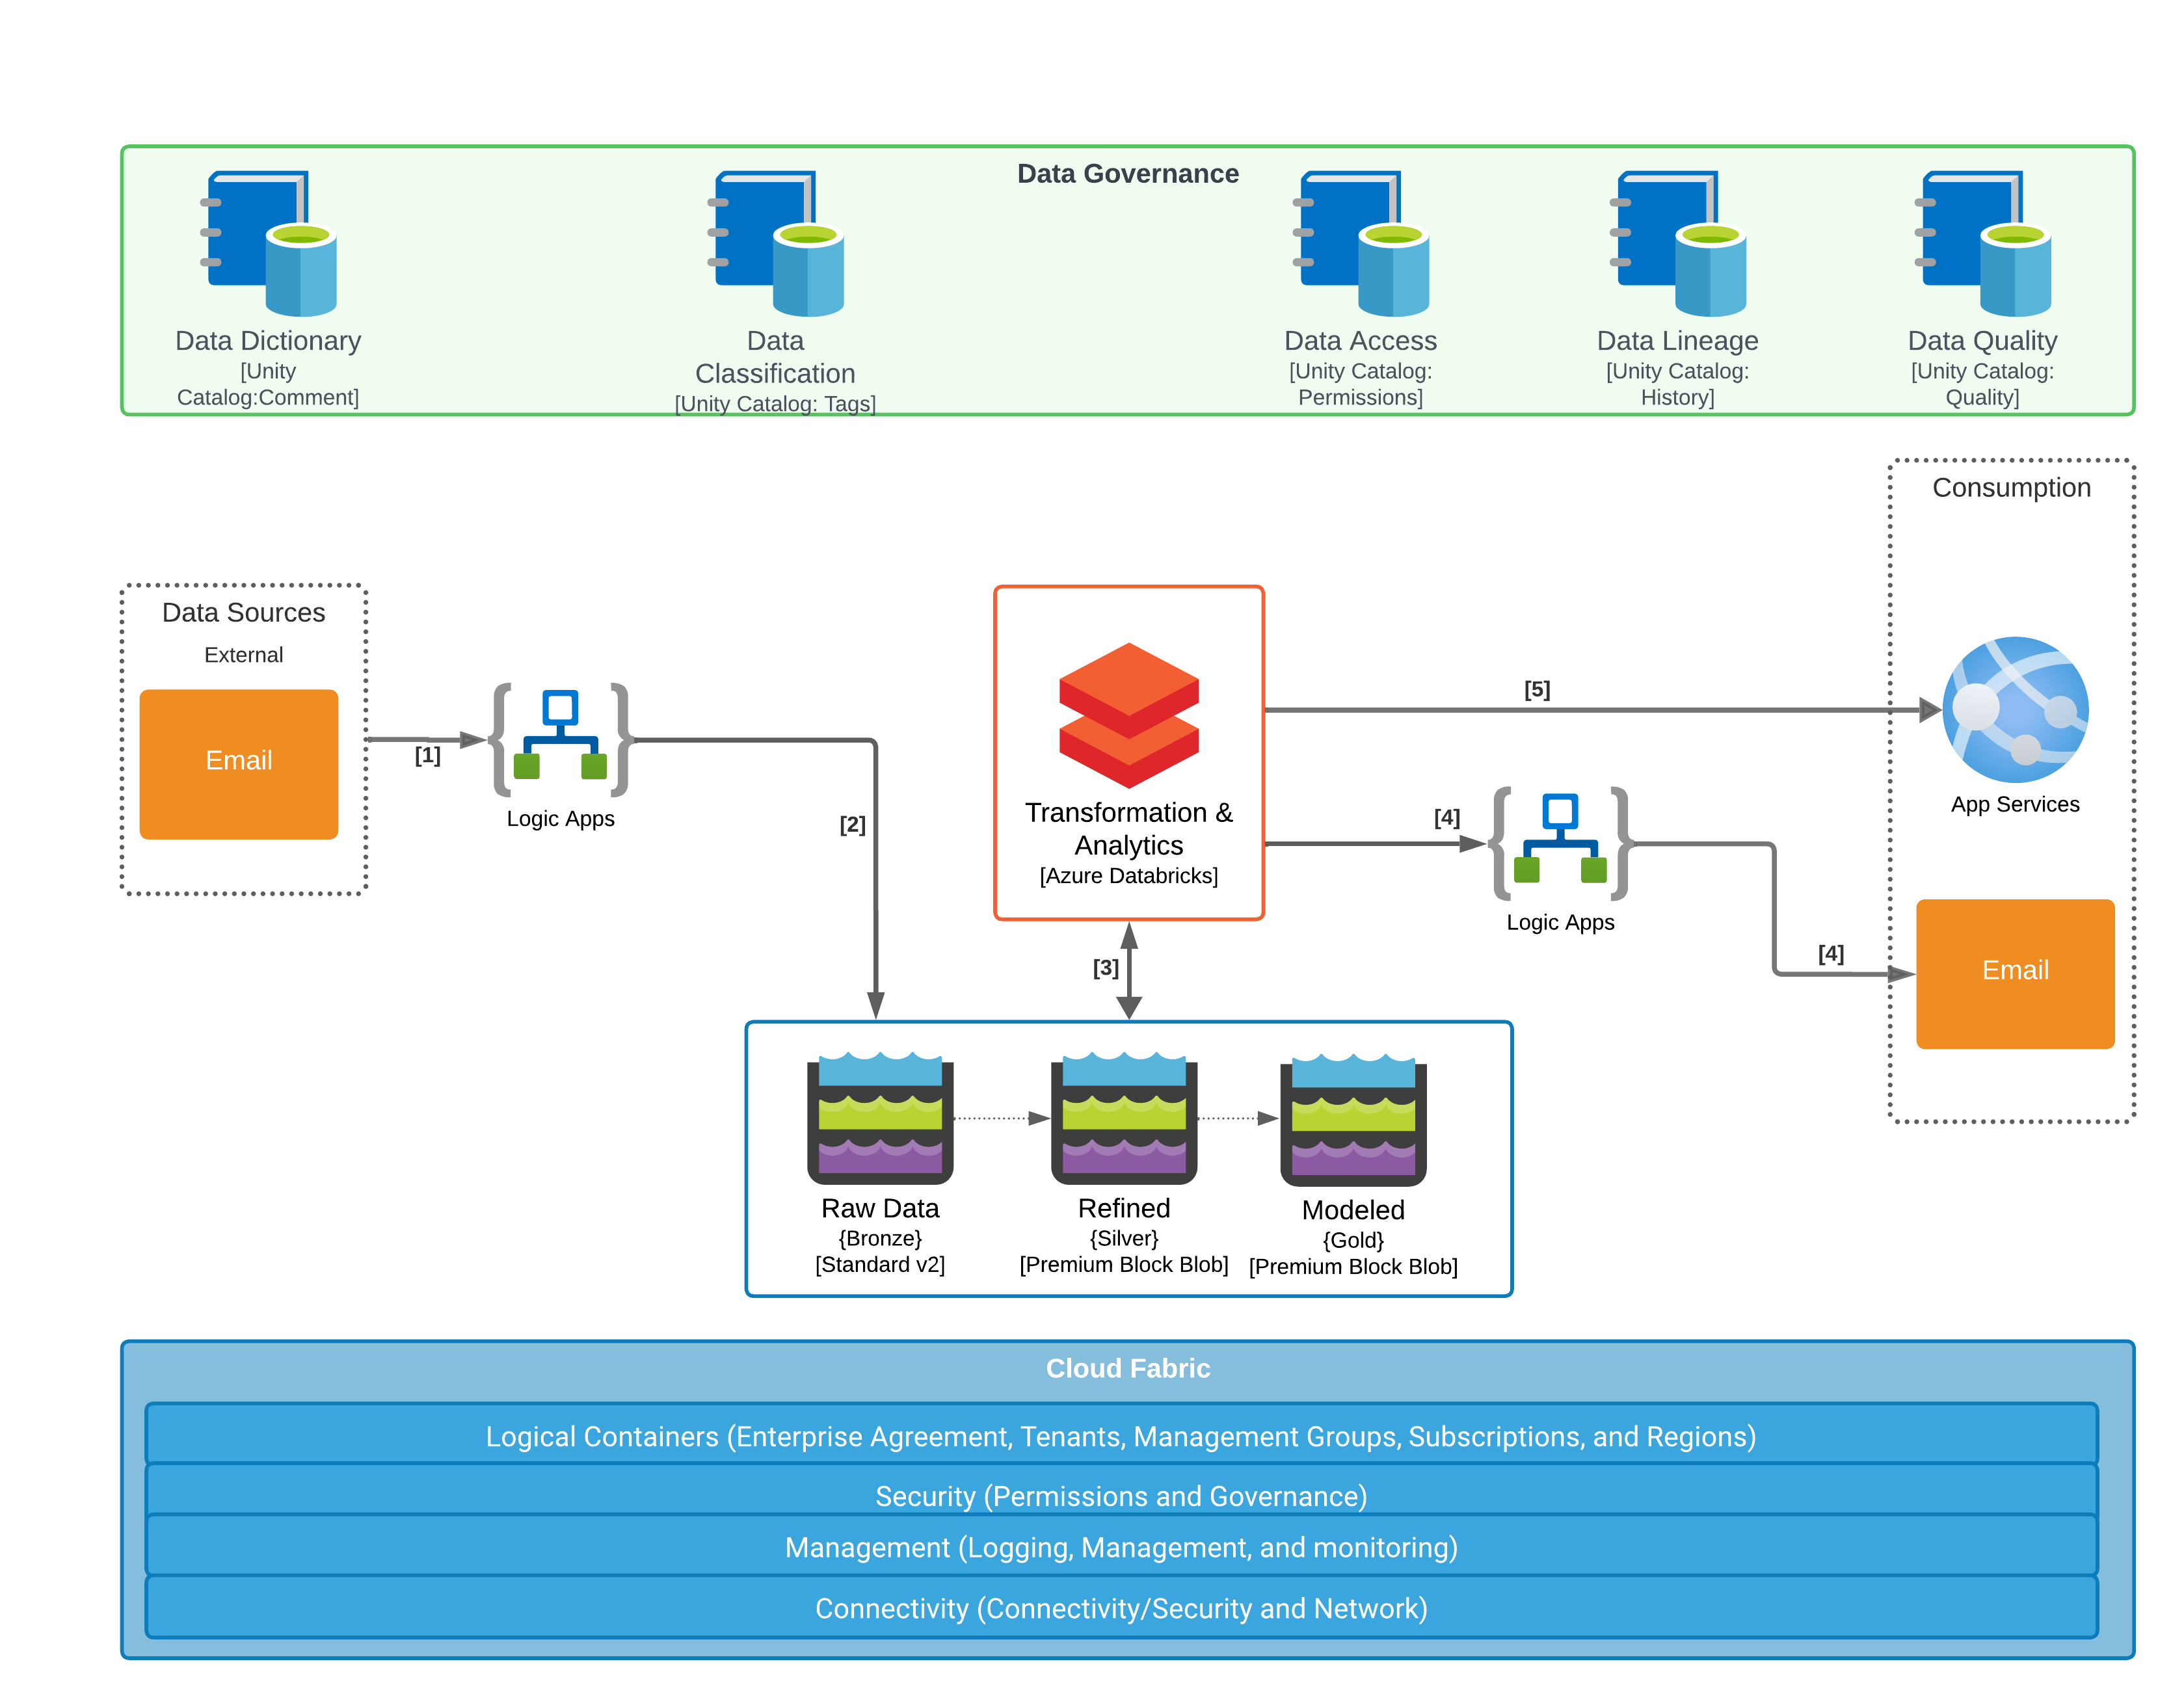 Data Governance
Data Dictionary
[Unity
Catalog:Comment]
Data
Classification
[Unity Catalog: Tags]
Data Access
[Unity Catalog:
Permissions]
Data Lineage
[Unity Catalog:
History]
Data Quality
[Unity Catalog:
Quality]
Data Sources
External
Email
[1]
Logic Apps
[2]
Transformation &
Analytics
[Azure Databricks]
[3]
[5]
[4]
Logic Apps
[4]
Consumption
App Services
Email
Raw Data
{Bronze}
[Standard v2]
Refined
{Silver}
[Premium Block Blob]
Modeled
{Gold}
[Premium Block Blob]
Cloud Fabric
Logical Containers (Enterprise Agreement, Tenants, Management Groups, Subscriptions, and Regions)
Security (Permissions and Governance)
Management (Logging, Management, and monitoring)
Connectivity (Connectivity/Security and Network)